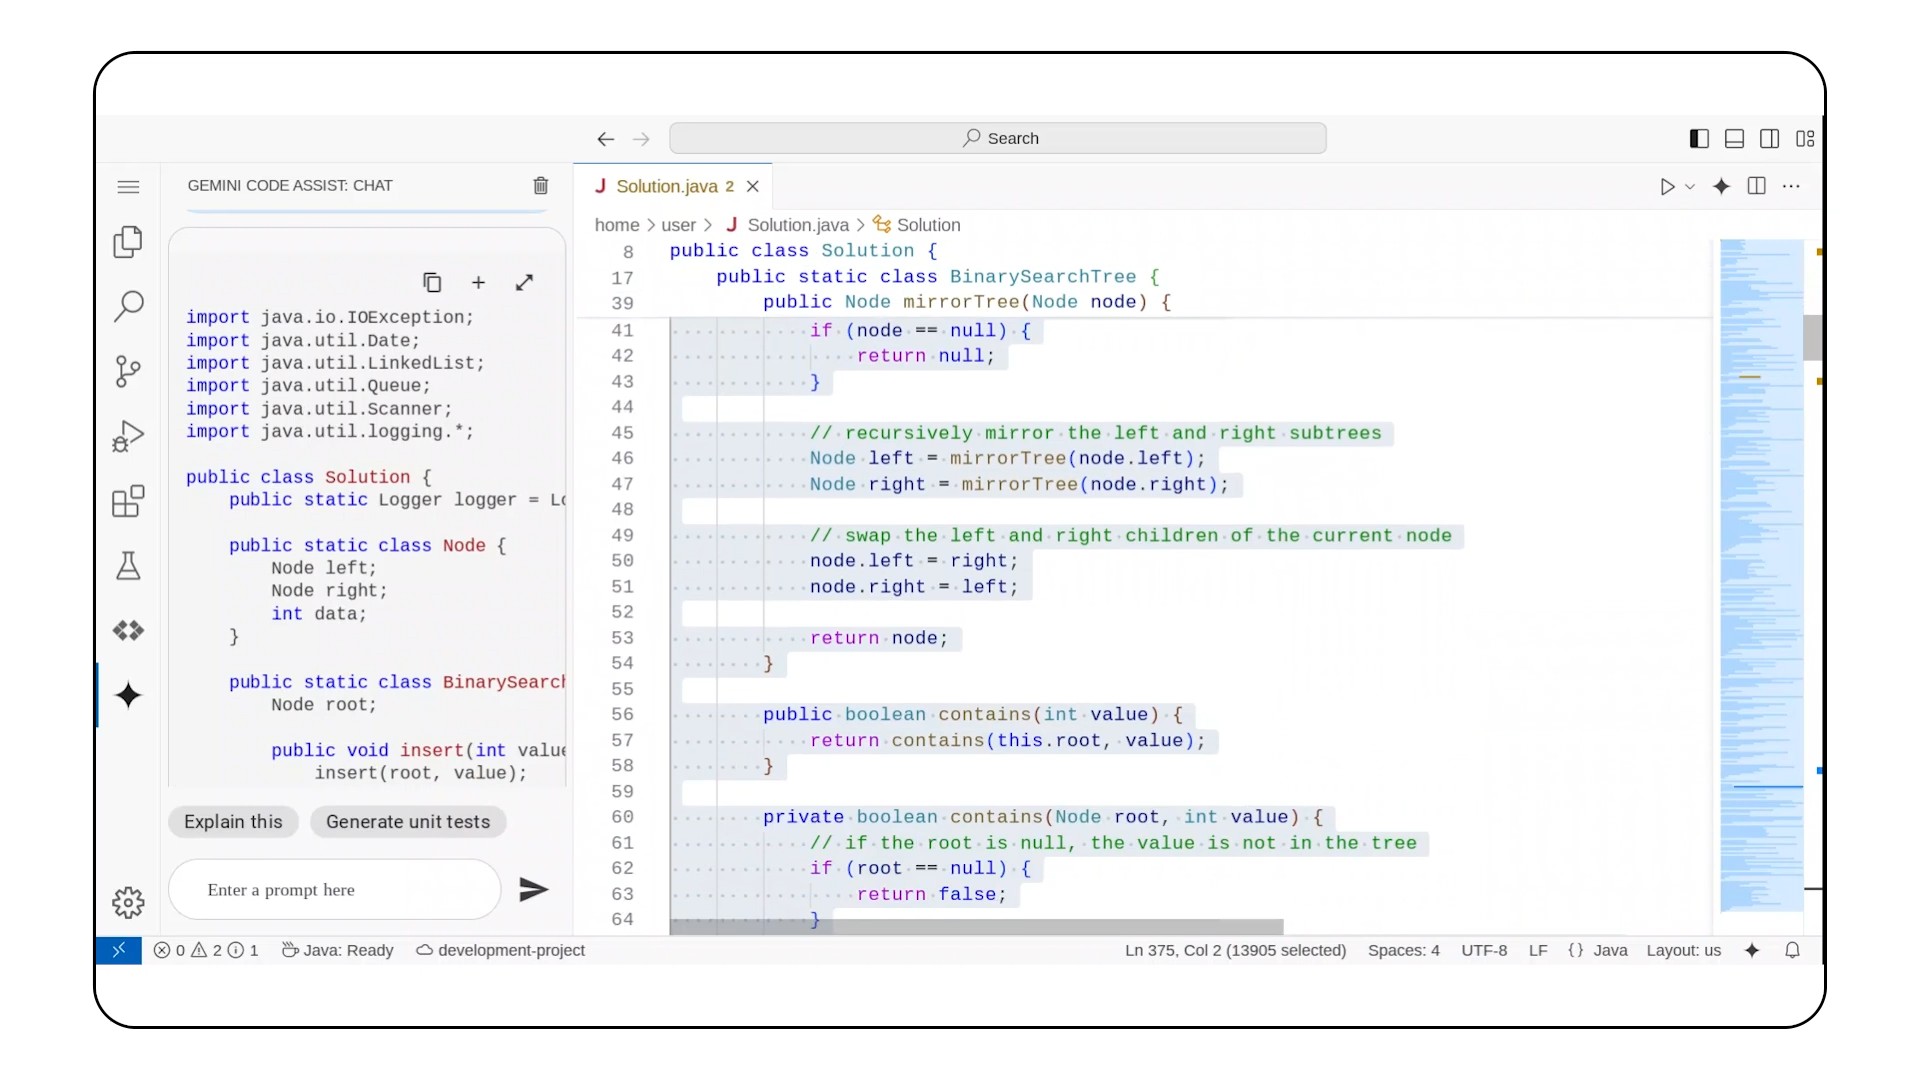 Search
GEMINI CODE ASSIST: CHAT
import java.io.IOException;
import java.util.Date;
import java.util.LinkedList;
import java.util.Queue;
import java.util.Scanner;
import java.util.logging.*;
public class Solution {
public static Logger logger = Lo
public static class Node {
Node left;
Node right;
int data;
}
public static class BinarySearch
Node root;
public void insert(int value
insert(root, value);
Explain this
Generate unit tests
Enter a prompt here
J Solution.java 2
home > user > J Solution.java > Solution
8 public class Solution {
17 public static class BinarySearchTree {
39 public Node mirrorTree(Node node) {
41 if (node == null) {
42 return null;
43 }
44
45 // recursively mirror the left and right subtrees
46 Node left = mirrorTree(node.left);
47 Node right = mirrorTree(node.right);
48
49 // swap the left and right children of the current node
50 node.left = right;
51 node.right = left;
52
53 return node;
54 }
55
56 public boolean contains(int value) {
57 return contains(this.root, value);
58 }
59
60 private boolean contains(Node root, int value) {
61 // if the root is null, the value is not in the tree
62 if (root == null) {
63 return false;
64 }
0 2 1 Java: Ready development-project Ln 375, Col 2 (13905 selected) Spaces: 4 UTF-8 LF {} Java Layout: us